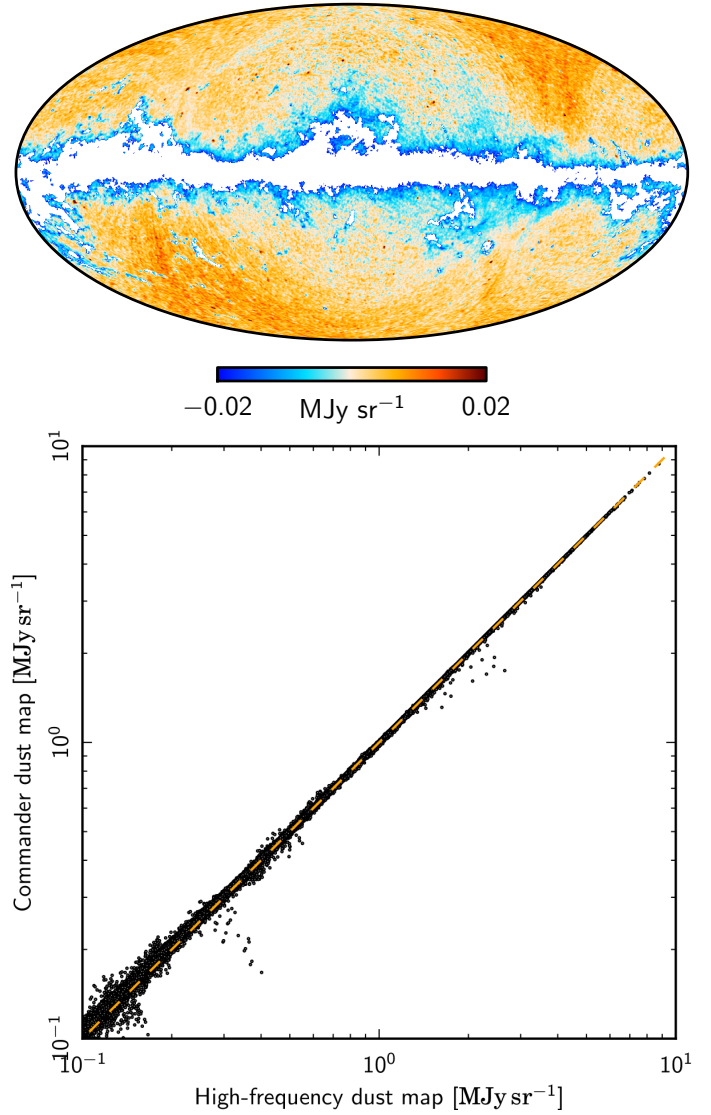 −0.02 MJy sr⁻¹ 0.02
Commander dust map [MJy sr⁻¹]
10¹
10⁰
10⁻¹
10⁻¹ 10⁰ 10¹
High-frequency dust map [MJy sr⁻¹]